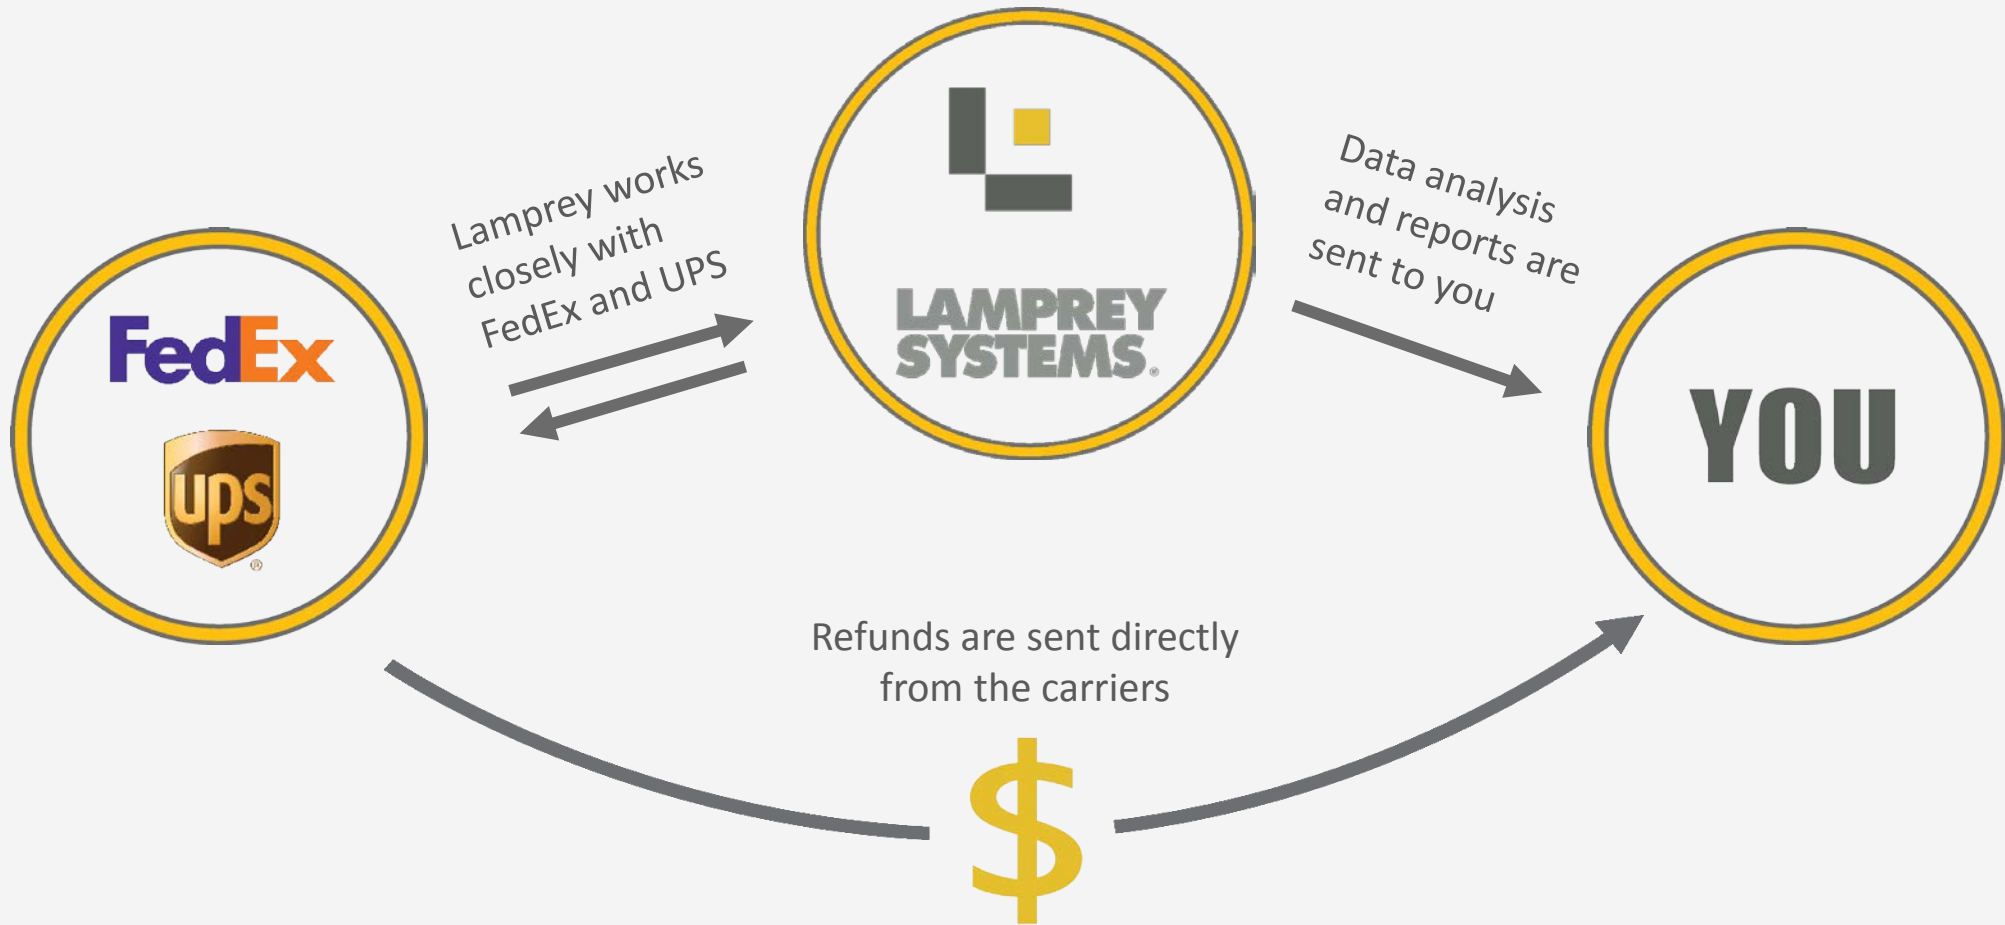 Lamprey works
closely with
FedEx and UPS
FedEx
ups
®
LAMPREY
SYSTEMS®
Data analysis
and reports are
sent to you
YOU
Refunds are sent directly
from the carriers
$